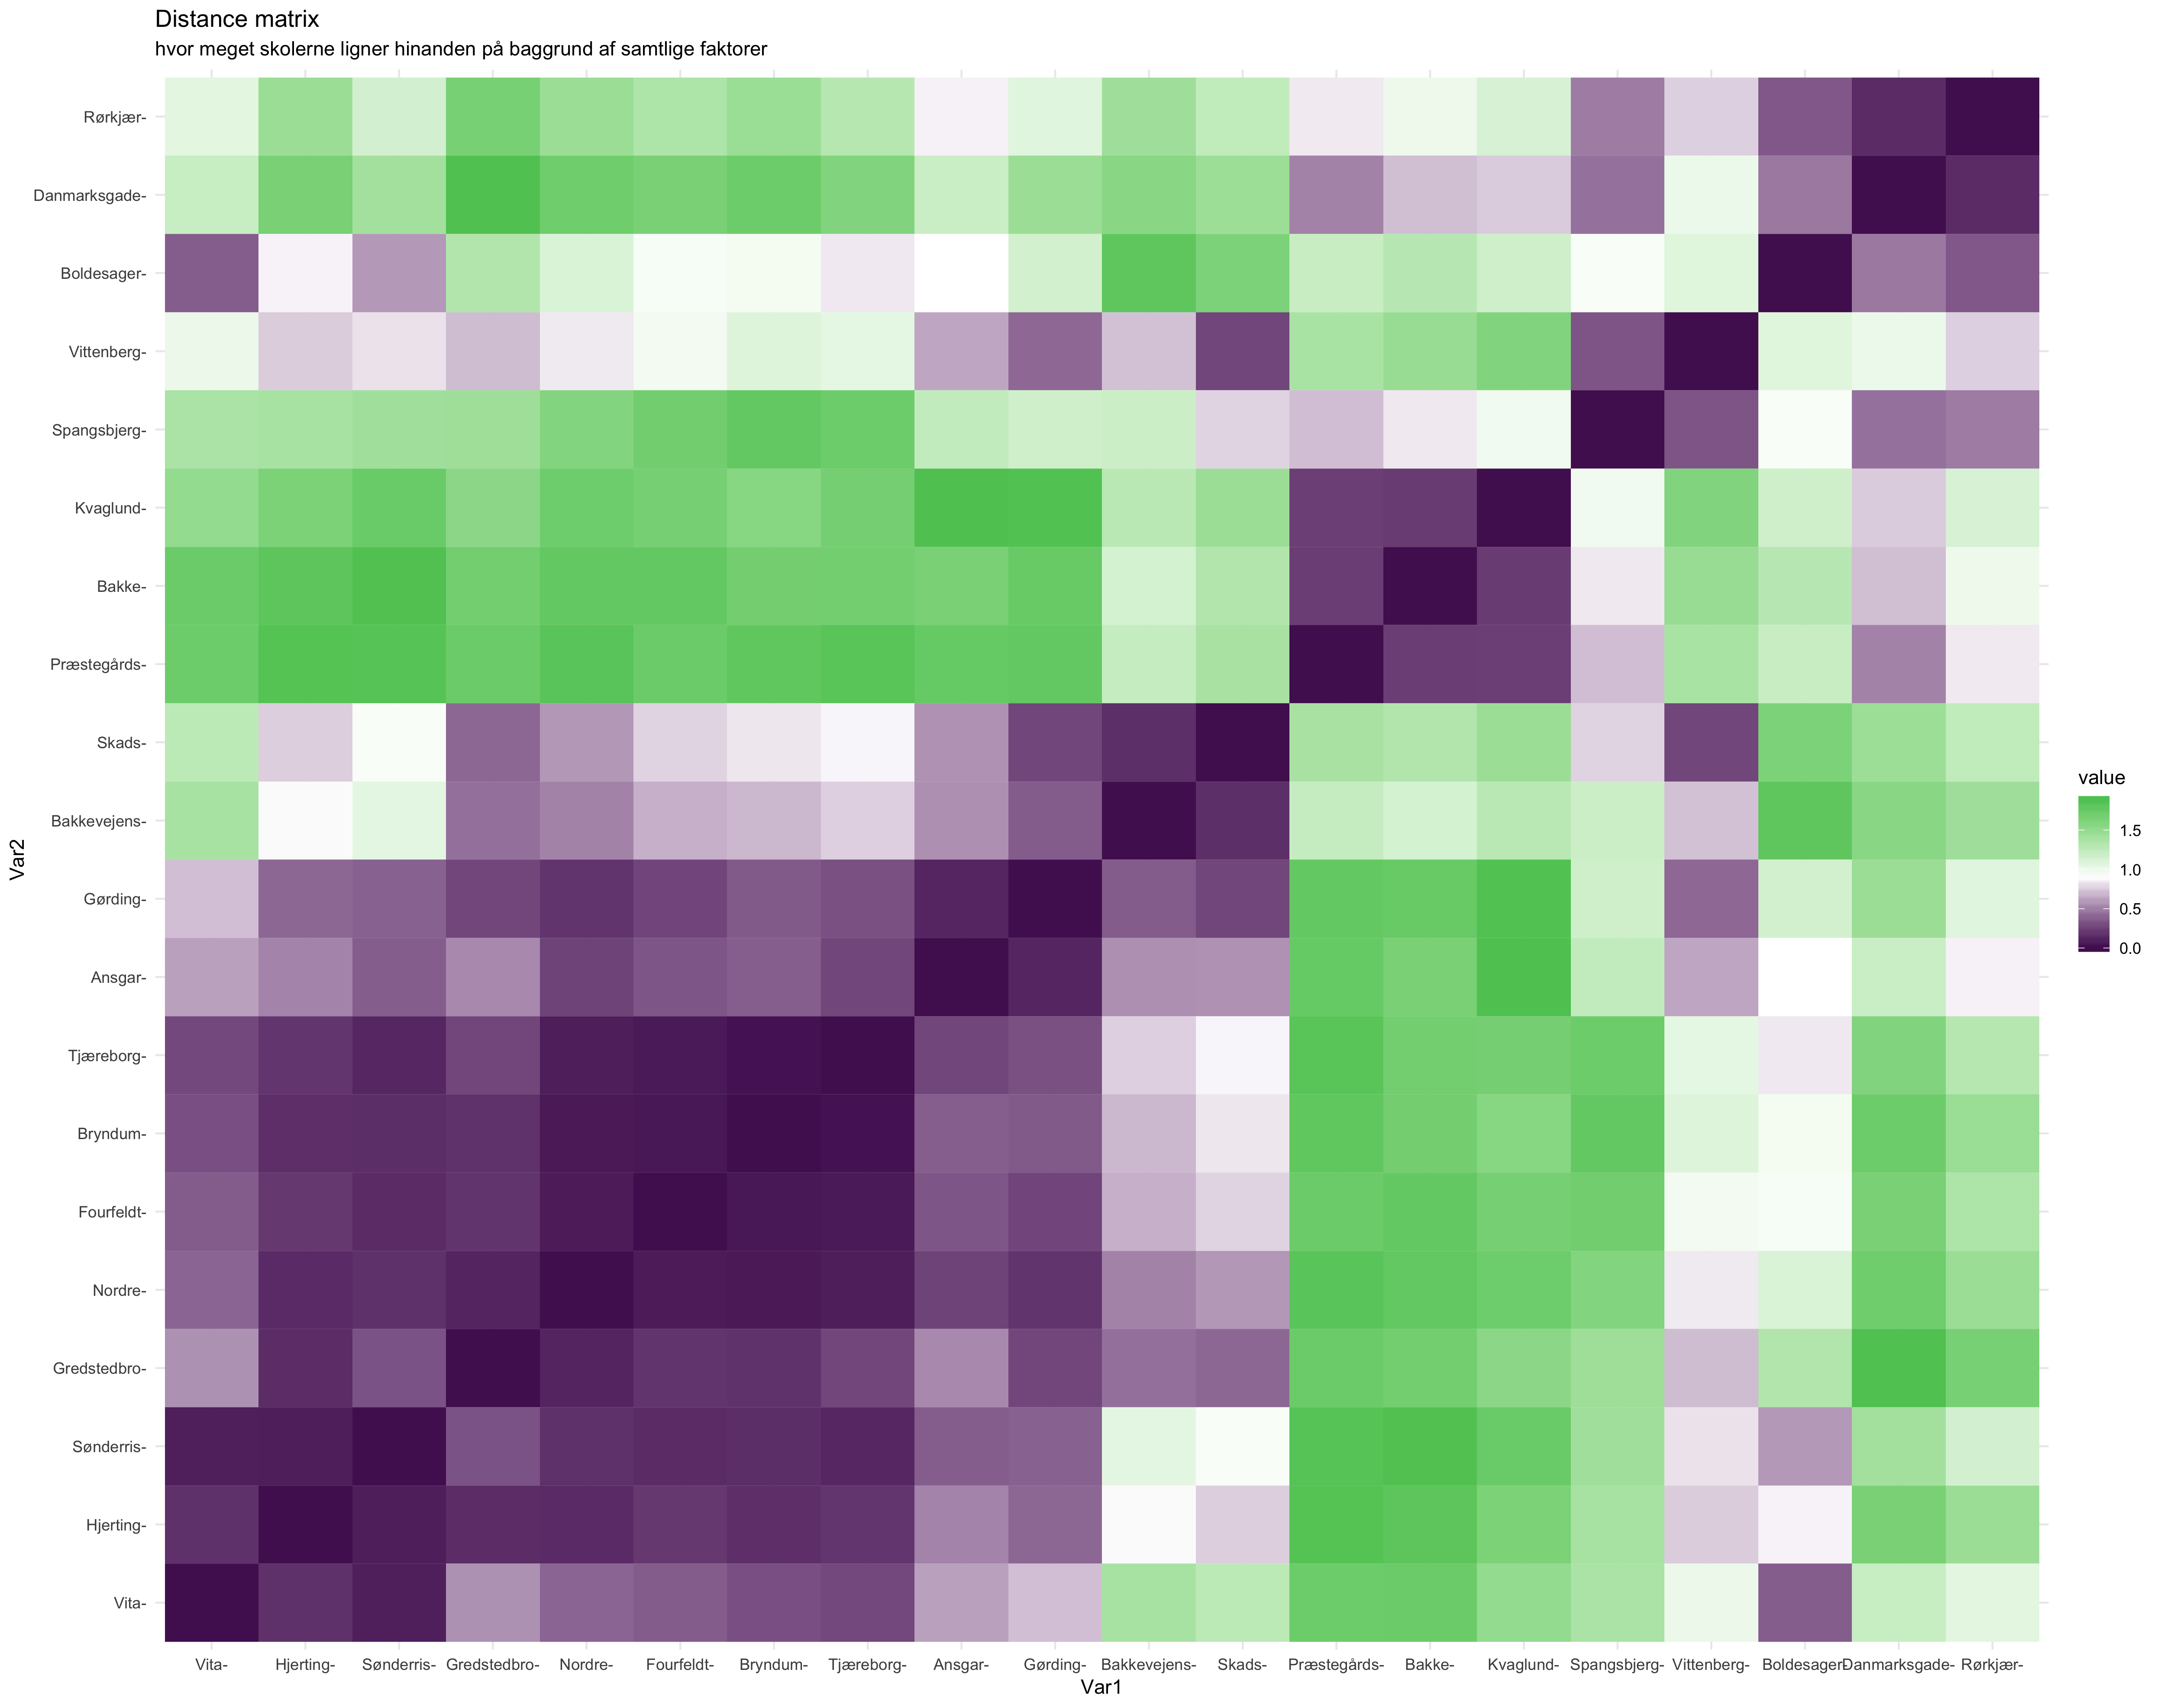 Distance matrix
hvor meget skolerne ligner hinanden på baggrund af samtlige faktorer
Var2
Rørkjær-
Danmarksgade-
Boldesager-
Vittenberg-
Spangsbjerg-
Kvaglund-
Bakke-
Præstegårds-
Skads-
Bakkevejens-
Gørding-
Ansgar-
Tjæreborg-
Bryndum-
Fourfeldt-
Nordre-
Gredstedbro-
Sønderris-
Hjerting-
Vita-
Vita- Hjerting- Sønderris- Gredstedbro- Nordre- Fourfeldt- Bryndum- Tjæreborg- Ansgar- Gørding- Bakkevejens- Skads- Præstegårds- Bakke- Kvaglund- Spangsbjerg- Vittenberg- Boldesager- Danmarksgade- Rørkjær-
Var1
value
1.5
1.0
0.5
0.0